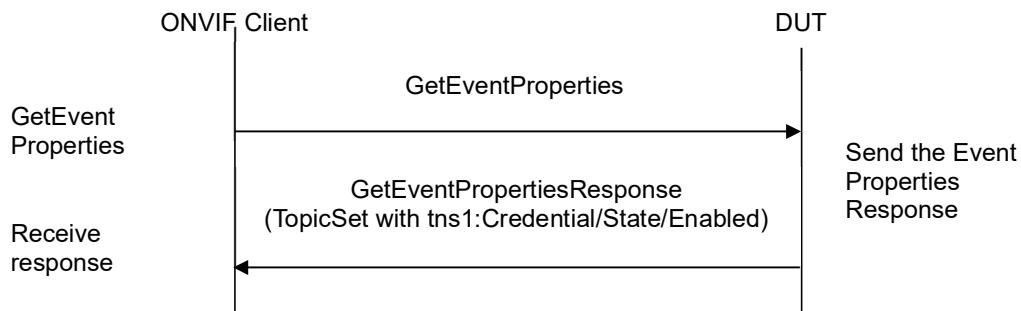 ONVIF Client
DUT
GetEventProperties
GetEvent
Properties
Send the Event
Properties
Response
GetEventPropertiesResponse
(TopicSet with tns1:Credential/State/Enabled)
Receive
response